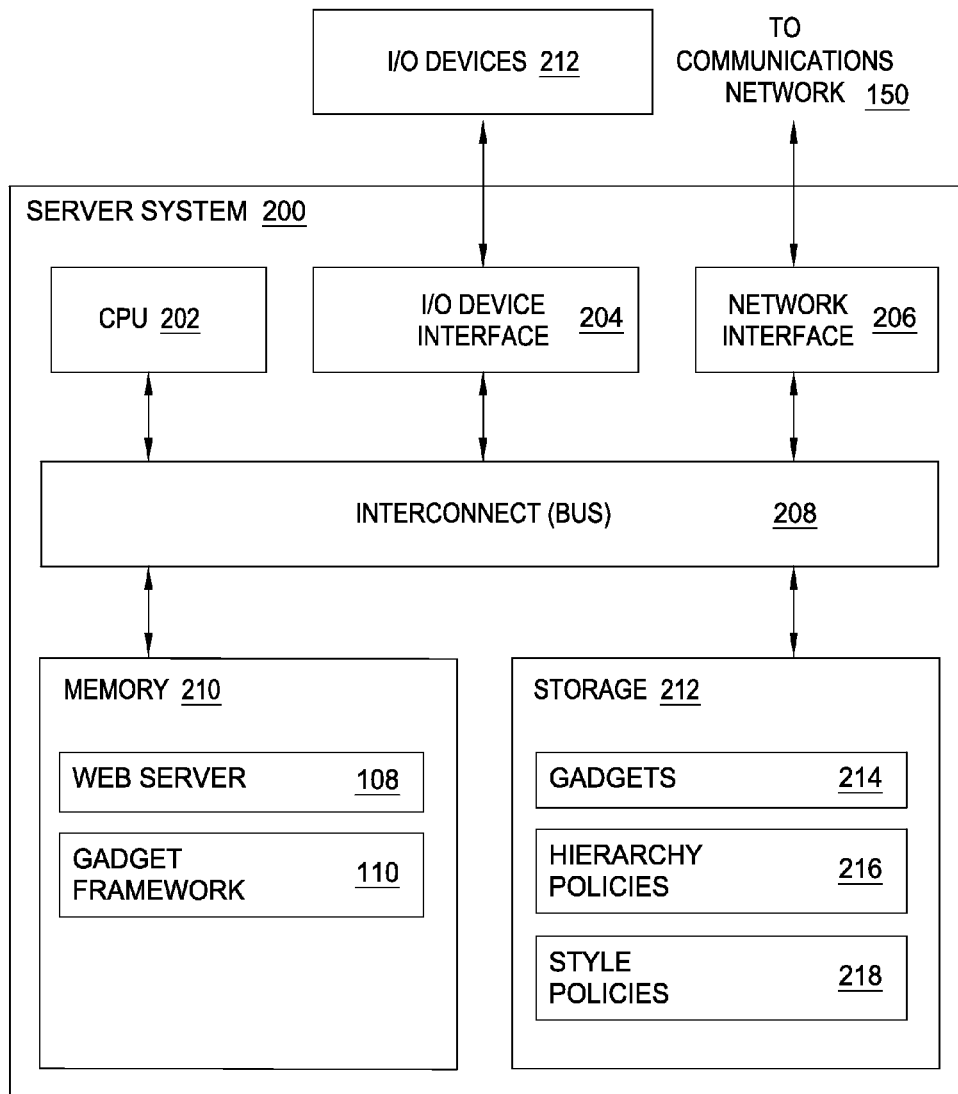 I/O DEVICES 212
TO
COMMUNICATIONS
NETWORK 150
SERVER SYSTEM 200
CPU 202
I/O DEVICE
INTERFACE 204
NETWORK
INTERFACE 206
INTERCONNECT (BUS) 208
MEMORY 210
WEB SERVER 108
GADGET
FRAMEWORK 110
STORAGE 212
GADGETS 214
HIERARCHY
POLICIES 216
STYLE
POLICIES 218